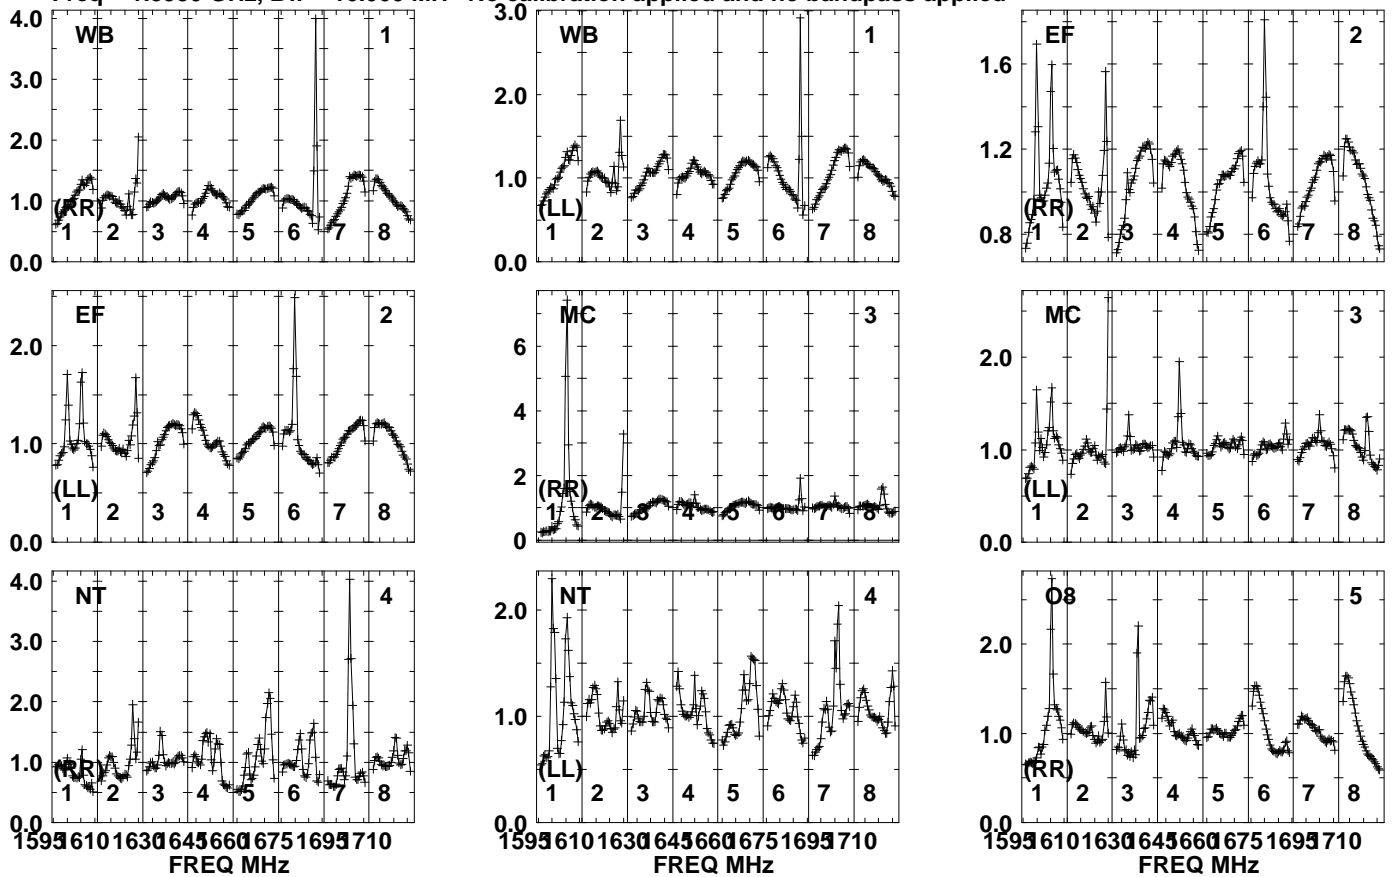 4.0 WB 1 3.0 WB 1 EF 2
3.0 2.0 1.6
2.0 1.2
1.0 (RR) 1.0 (LL) 0.8 (RR)
1 2 3 4 5 6 7 8 1 2 3 4 5 6 7 8 1 2 3 4 5 6 7 8
0.0 0.0
EF 2 MC 3 MC 3
2.0 6 2.0
1.0 4 1.0
(LL) 2 (RR) (LL)
1 2 3 4 5 6 7 8 1 2 3 4 5 6 7 8 1 2 3 4 5 6 7 8
0.0 0 0.0
4.0 NT 4 NT 4 O8 5
3.0 2.0 2.0
2.0 1.0 1.0
1.0 (RR) (LL) (RR)
1 2 3 4 5 6 7 8 1 2 3 4 5 6 7 8 1 2 3 4 5 6 7 8
0.0 0.0 0.0
1595 1610 1630 1645 1660 1675 1695 1710 1595 1610 1630 1645 1660 1675 1695 1710 1595 1610 1630 1645 1660 1675 1695 1710
FREQ MHz FREQ MHz FREQ MHz